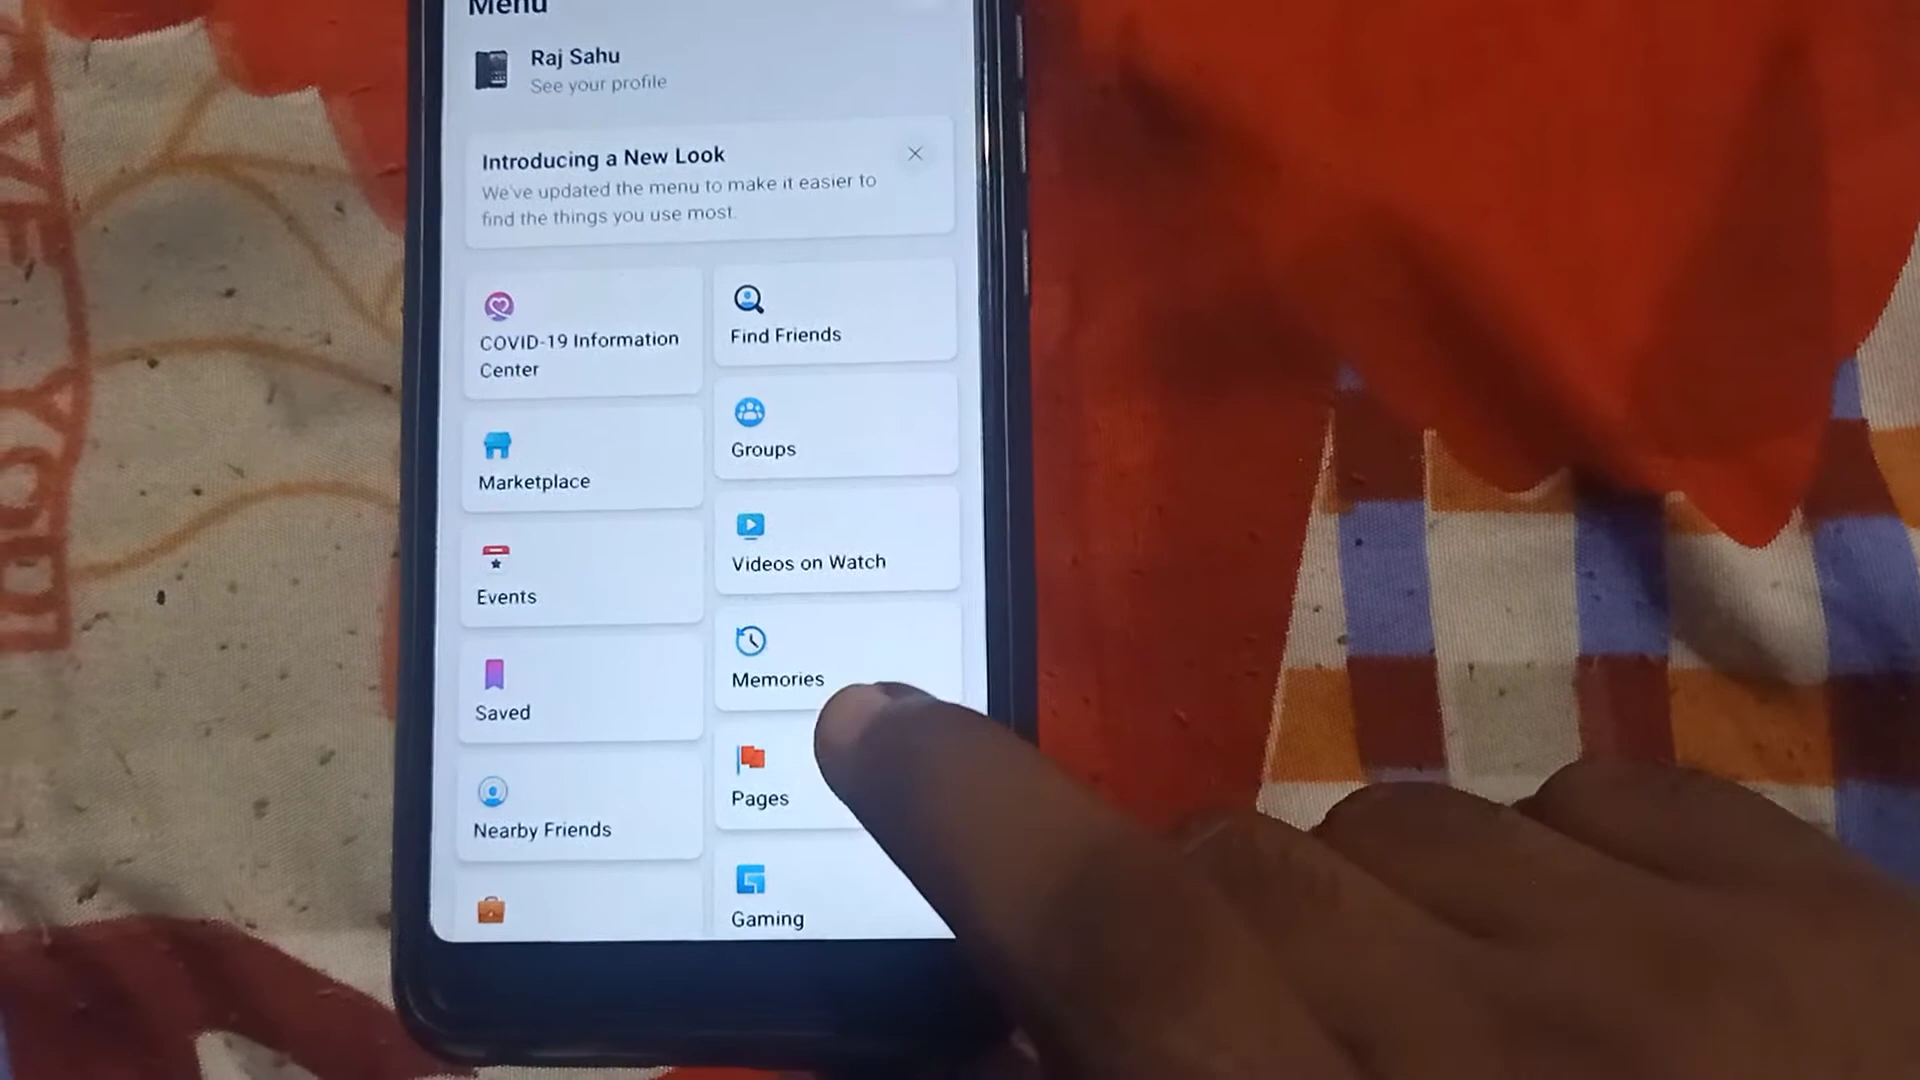 Menu
Raj Sahu
See your profile
Introducing a New Look
We've updated the menu to make it easier to
find the things you use most.
COVID-19 Information
Center
Find Friends
Groups
Marketplace
Videos on Watch
Events
Memories
Saved
Pages
Nearby Friends
Gaming